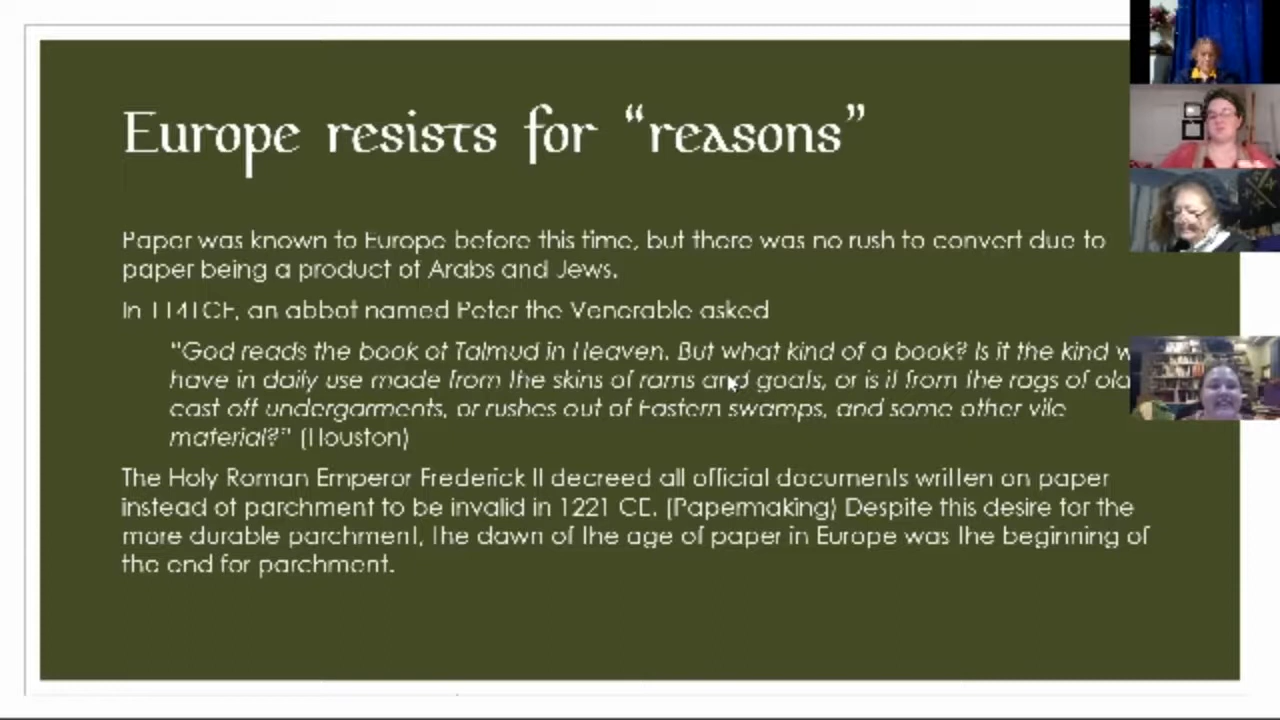 Europe resists for “reasons”
Paper was known to Europe before this time, but there was no rush to convert due to
paper being a product of Arabs and Jews.
In 1141CE, an abbot named Peter the Venerable asked
“God reads the book of Talmud in Heaven. But what kind of a book? Is it the kind w
have in daily use made from the skins of rams and goats, or is it from the rags of old
cast off undergarments, or rushes out of Eastern swamps, and some other vile
material?” (Houston)
The Holy Roman Emperor Frederick II decreed all official documents written on paper
instead of parchment to be invalid in 1221 CE. (Papermaking) Despite this desire for the
more durable parchment, the dawn of the age of paper in Europe was the beginning of
the end for parchment.